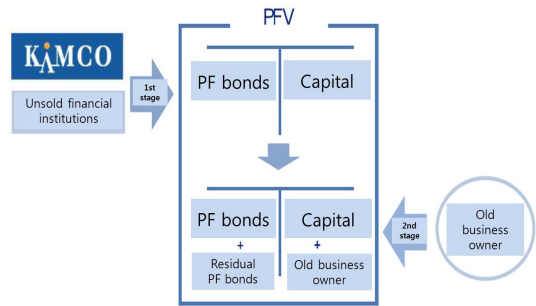 PFV
KAMCO
Unsold financial
institutions
1st
stage
PF bonds
Capital
PF bonds
Capital
+
+
Residual
PF bonds
Old business
owner
2nd
stage
Old
business
owner